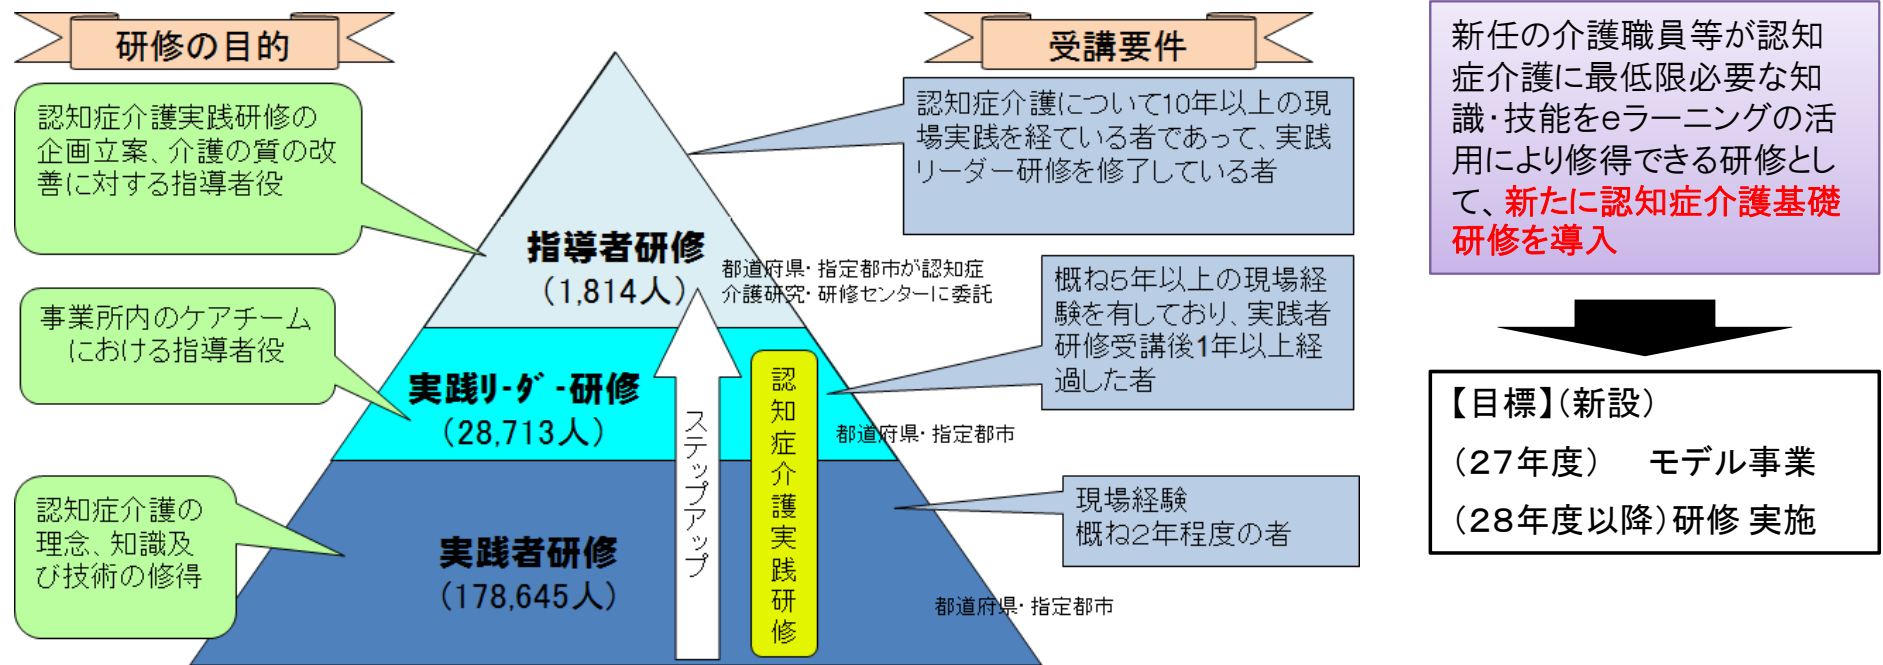 研修の目的
認知症介護実践研修の
企画立案、介護の質の改
善に対する指導者役
事業所内のケアチーム
における指導者役
認知症介護の
理念、知識及
び技術の修得
指導者研修
(1,814人)
都道府県・指定都市が認知症
介護研究・研修センターに委託
実践ﾘ-ﾀﾞ-研修
(28,713人)
都道府県・指定都市
実践者研修
(178,645人)
都道府県・指定都市
ステップアップ
認知症介護実践研修
受講要件
認知症介護について10年以上の現
場実践を経ている者であって、実践
リーダー研修を修了している者
概ね5年以上の現場経
験を有しており、実践者
研修受講後1年以上経
過した者
現場経験
概ね2年程度の者
新任の介護職員等が認知
症介護に最低限必要な知
識・技能をeラーニングの活
用により修得できる研修とし
て、新たに認知症介護基礎
研修を導入
【目標】(新設)
(27年度)　モデル事業
(28年度以降)研修 実施